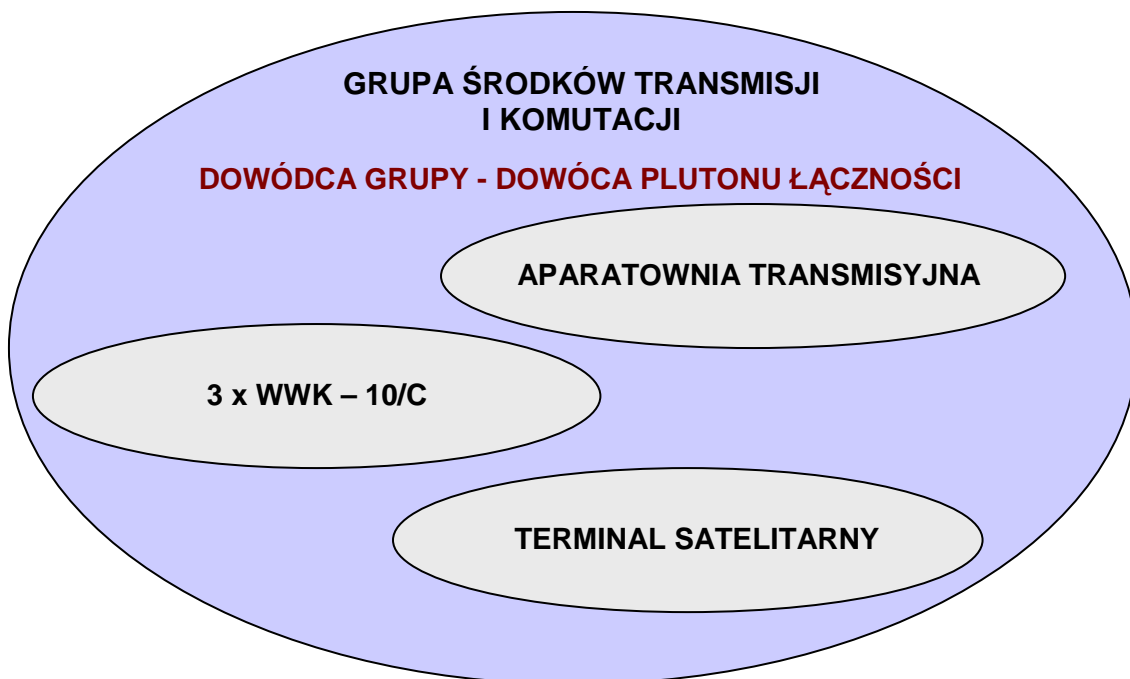 GRUPA ŚRODKÓW TRANSMISJI
I KOMUTACJI
DOWÓDCA GRUPY - DOWÓCA PLUTONU ŁĄCZNOŚCI
APARATOWNIA TRANSMISYJNA
3 x WWK – 10/C
TERMINAL SATELITARNY